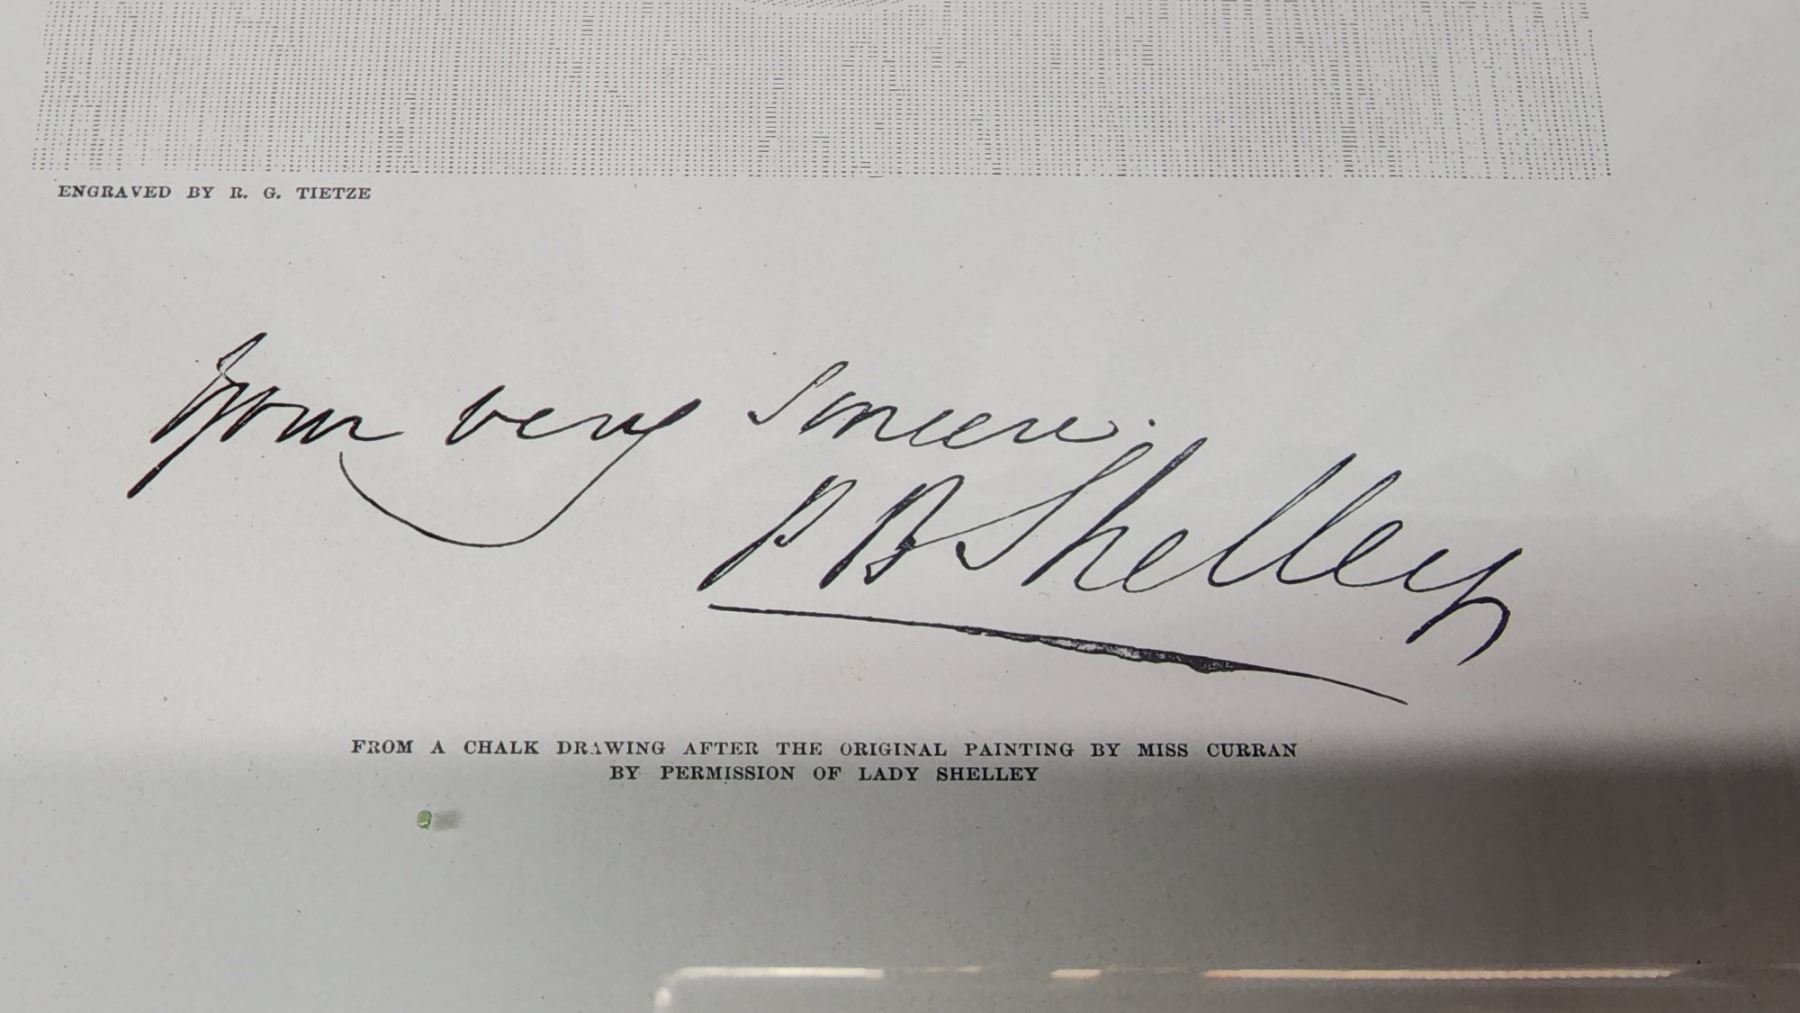 ENGRAVED BY R. G. TIETZE
Your very sincere.
P B Shelley
FROM A CHALK DRAWING AFTER THE ORIGINAL PAINTING BY MISS CURRAN
BY PERMISSION OF LADY SHELLEY